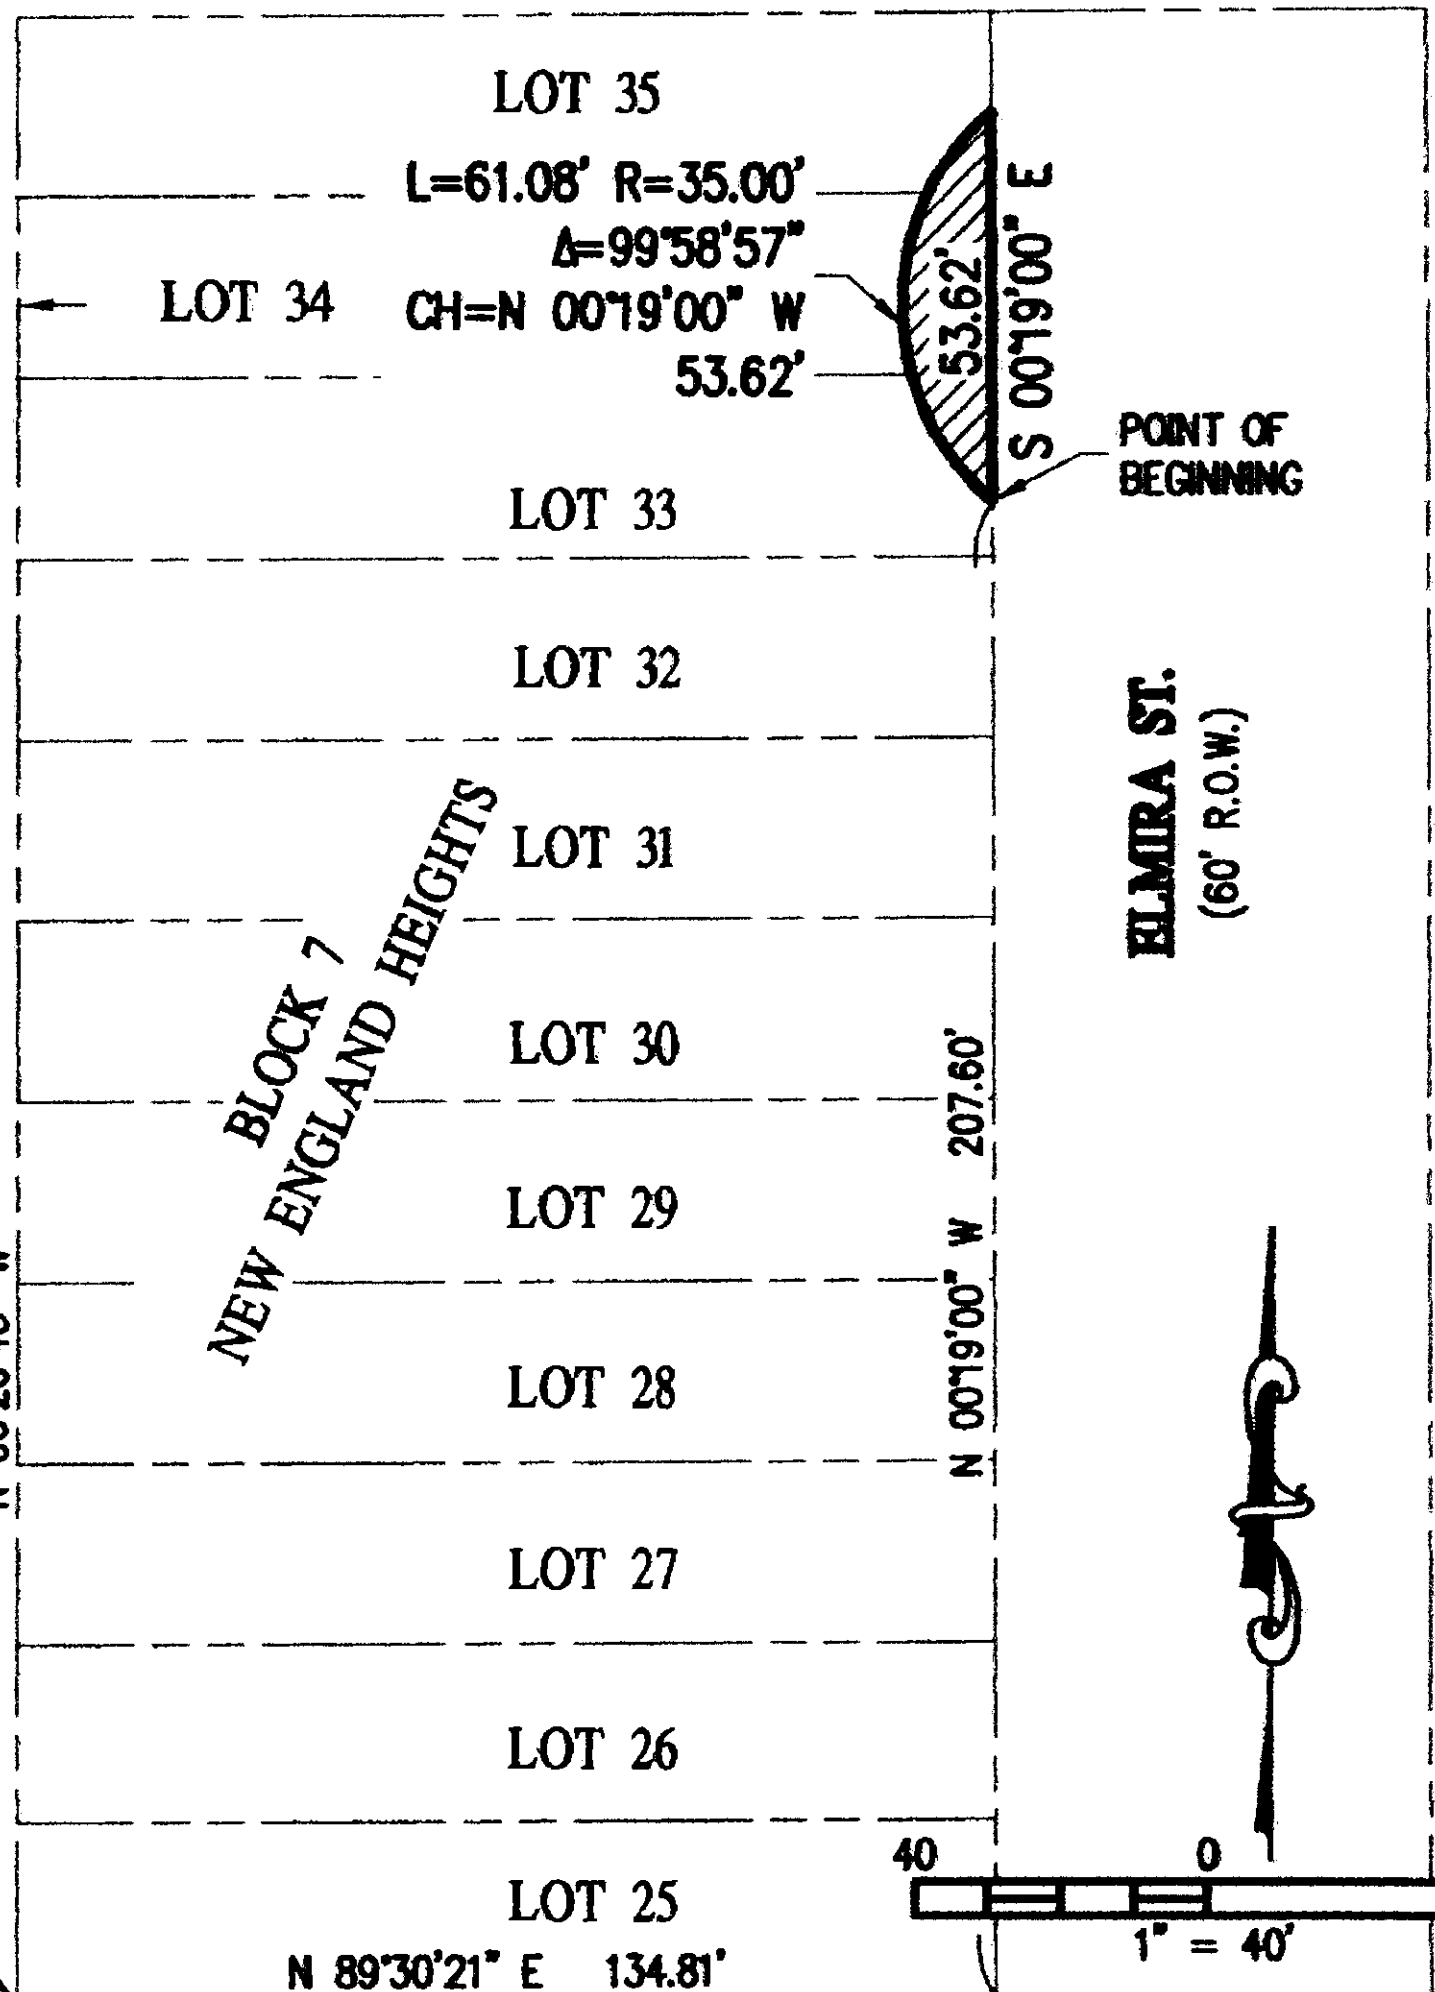 LOT 35
L=61.08' R=35.00'
Δ=99°58'57"
CH=N 00°19'00" W
53.62'
LOT 34
53.62'
S 00°19'00" E
POINT OF
BEGINNING
LOT 33
LOT 32
LOT 31
ELMIRA ST.
(60' R.O.W.)
BLOCK 7
NEW ENGLAND HEIGHTS
LOT 30
LOT 29
N 00°19'00" W 207.60'
LOT 28
LOT 27
LOT 26
LOT 25
40 0
1" = 40'
N 89°30'21" E 134.81'